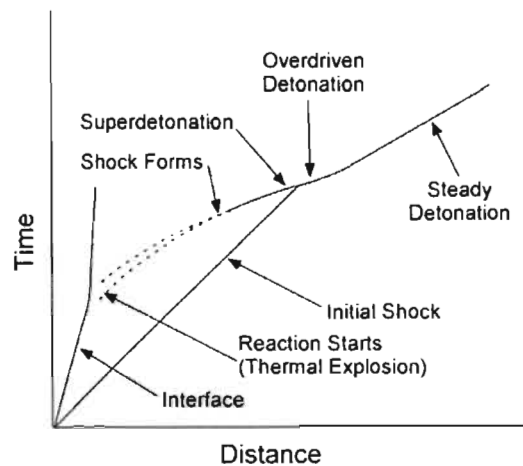 Overdriven
Detonation
Superdetonation
Shock Forms
Steady
Detonation
Initial Shock
Reaction Starts
(Thermal Explosion)
Interface
Time
Distance